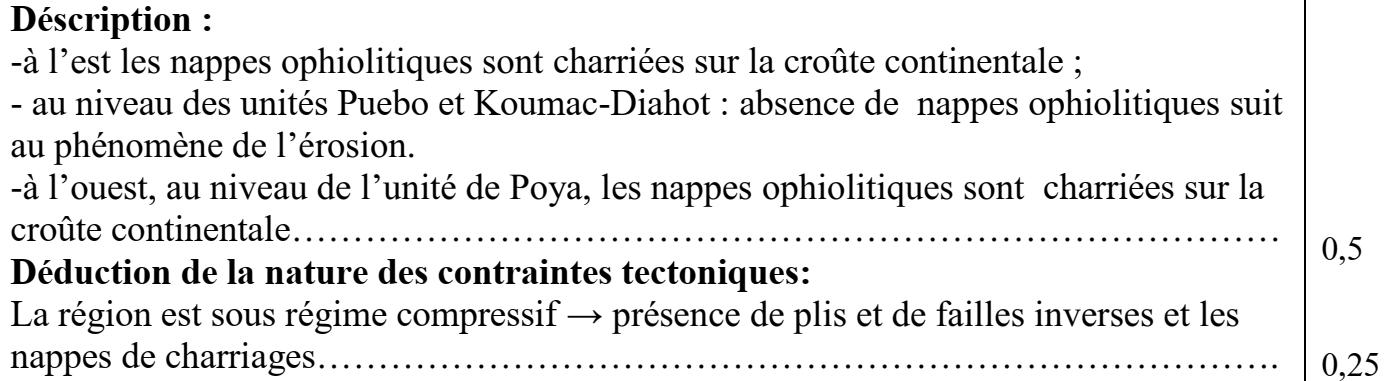 Déscription :
-à l’est les nappes ophiolitiques sont charriées sur la croûte continentale ;
- au niveau des unités Puebo et Koumac-Diahot : absence de nappes ophiolitiques suit
au phénomène de l’érosion.
-à l’ouest, au niveau de l’unité de Poya, les nappes ophiolitiques sont charriées sur la
croûte continentale……………………………………………………………………… 0,5
Déduction de la nature des contraintes tectoniques:
La région est sous régime compressif → présence de plis et de failles inverses et les
nappes de charriages……………………………………………………………………. 0,25